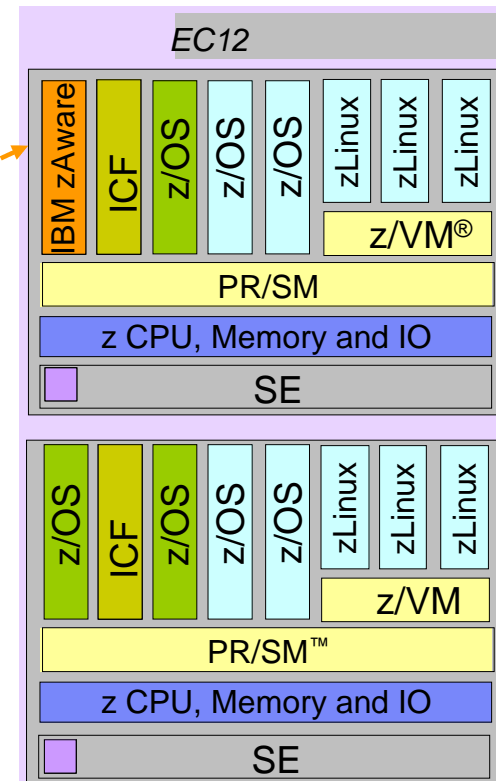 EC12
IBM zAware
ICF
z/OS
z/OS
z/OS
zLinux
zLinux
zLinux
z/VM®
PR/SM
z CPU, Memory and IO
SE
z/OS
ICF
z/OS
z/OS
z/OS
zLinux
zLinux
zLinux
z/VM
PR/SM™
z CPU, Memory and IO
SE